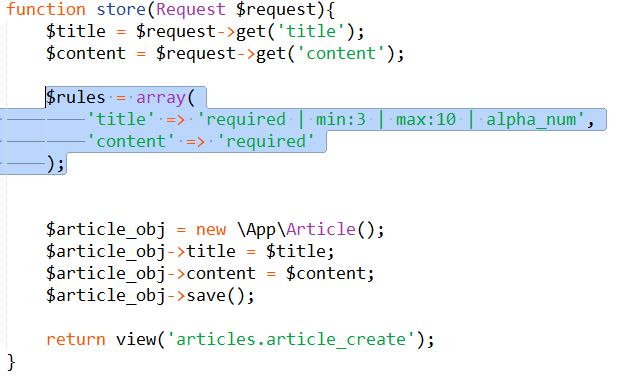 function store(Request $request){
    $title = $request->get('title');
    $content = $request->get('content');
    $rules = array(
        'title' => 'required | min:3 | max:10 | alpha_num',
        'content' => 'required'
    );
    $article_obj = new \App\Article();
    $article_obj->title = $title;
    $article_obj->content = $content;
    $article_obj->save();
    return view('articles.article_create');
}